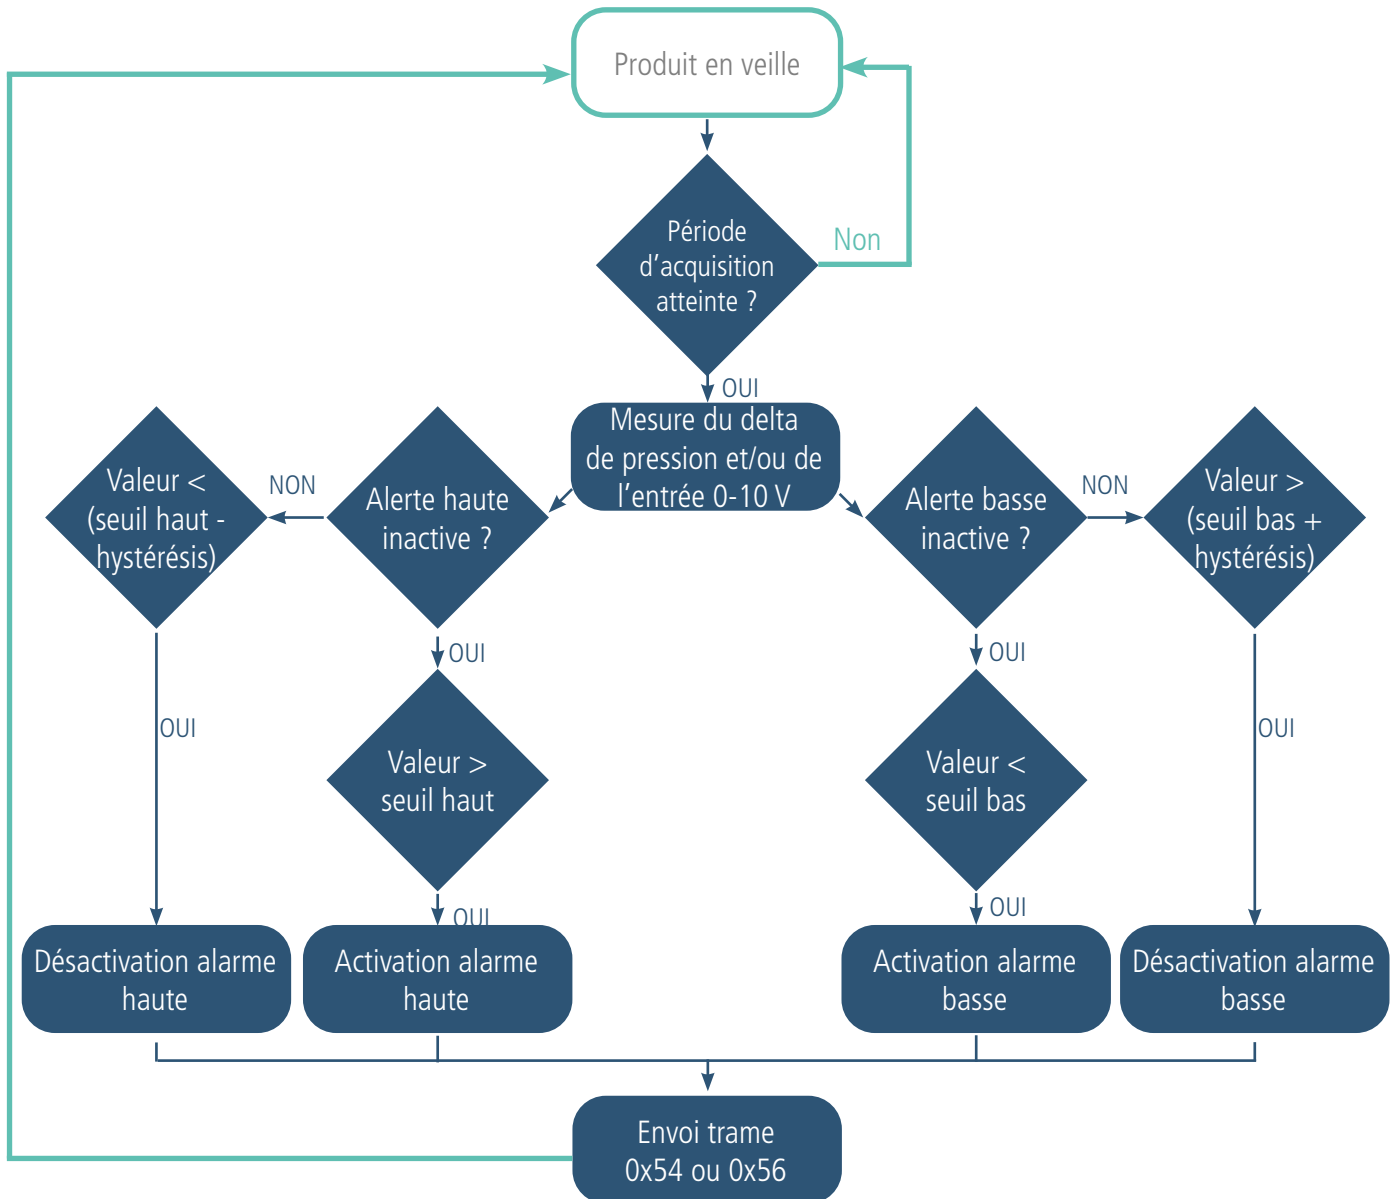 Produit en veille
Période
d'acquisition
atteinte ?
Non
OUI
Mesure du delta
de pression et/ou de
l'entrée 0-10 V
Valeur <
(seuil haut -
hystérésis)
NON
Alerte haute
inactive ?
Alerte basse
inactive ?
NON
Valeur >
(seuil bas +
hystérésis)
OUI
OUI
OUI
OUI
Valeur >
seuil haut
Valeur <
seuil bas
OUI
OUI
Désactivation alarme
haute
Activation alarme
haute
Activation alarme
basse
Désactivation alarme
basse
Envoi trame
0x54 ou 0x56